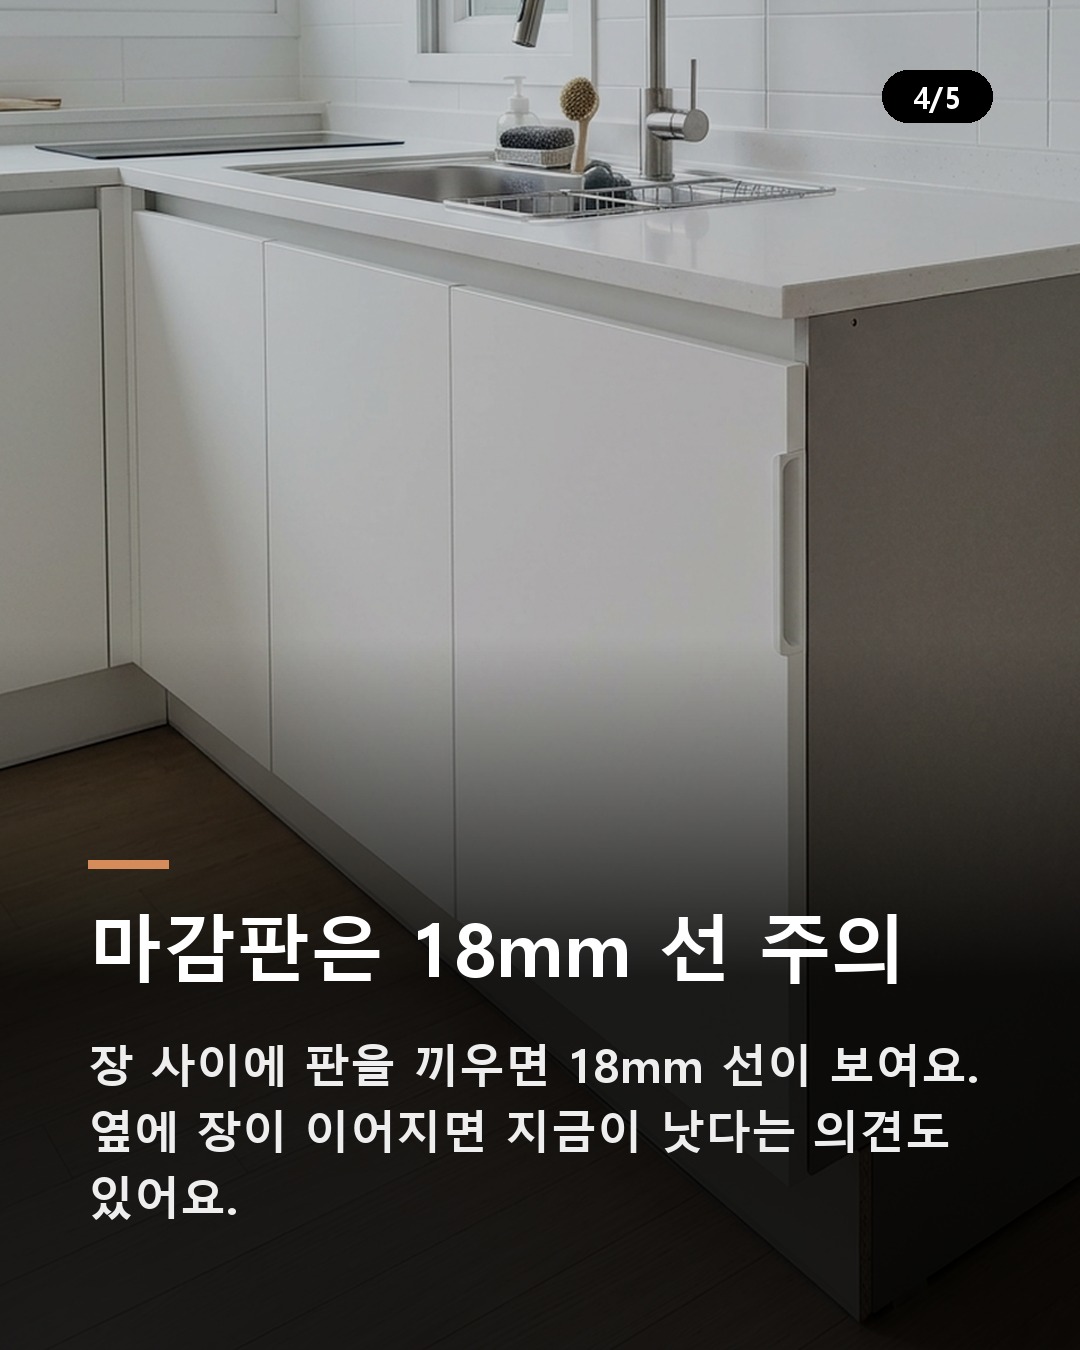 4/5
마감판은 18mm 선 주의
장 사이에 판을 끼우면 18mm 선이 보여요.
옆에 장이 이어지면 지금이 낫다는 의견도
있어요.